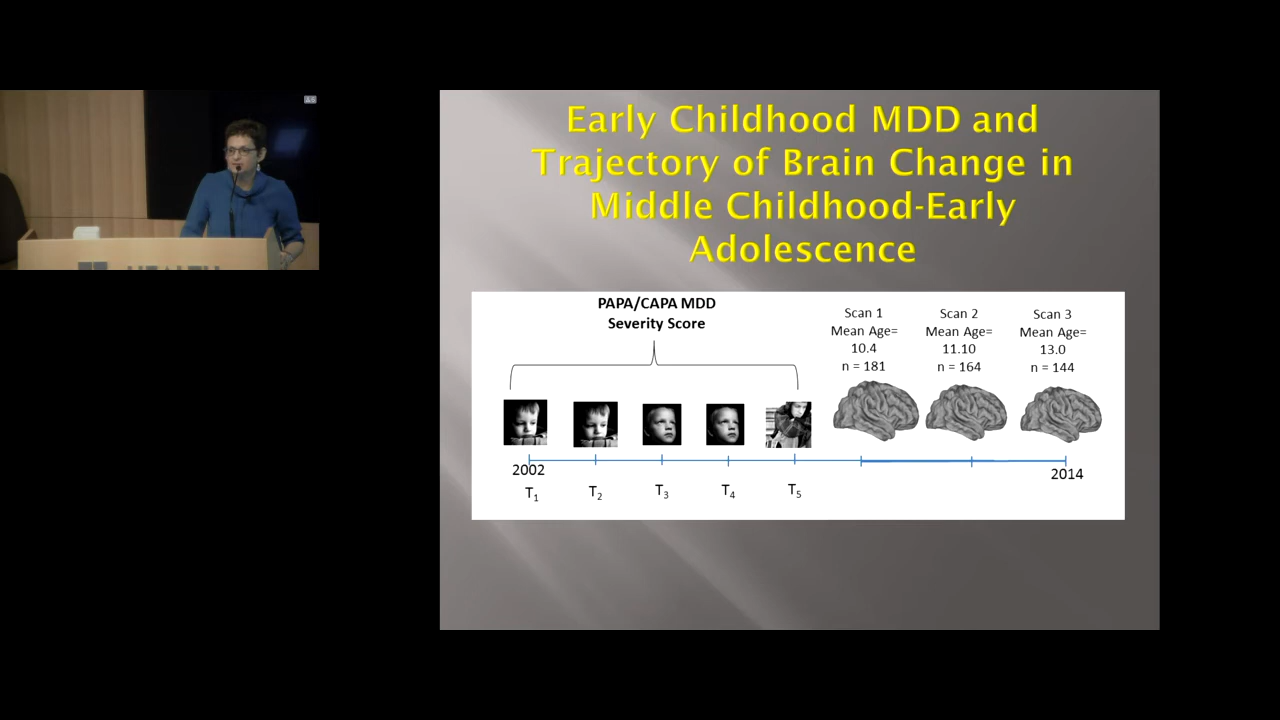 Early Childhood MDD and
Trajectory of Brain Change in
Middle Childhood-Early
Adolescence
PAPA/CAPA MDD
Severity Score
Scan 1
Mean Age=
10.4
n = 181
Scan 2
Mean Age=
11.10
n = 164
Scan 3
Mean Age=
13.0
n = 144
2002
2014
T1
T2
T3
T4
T5